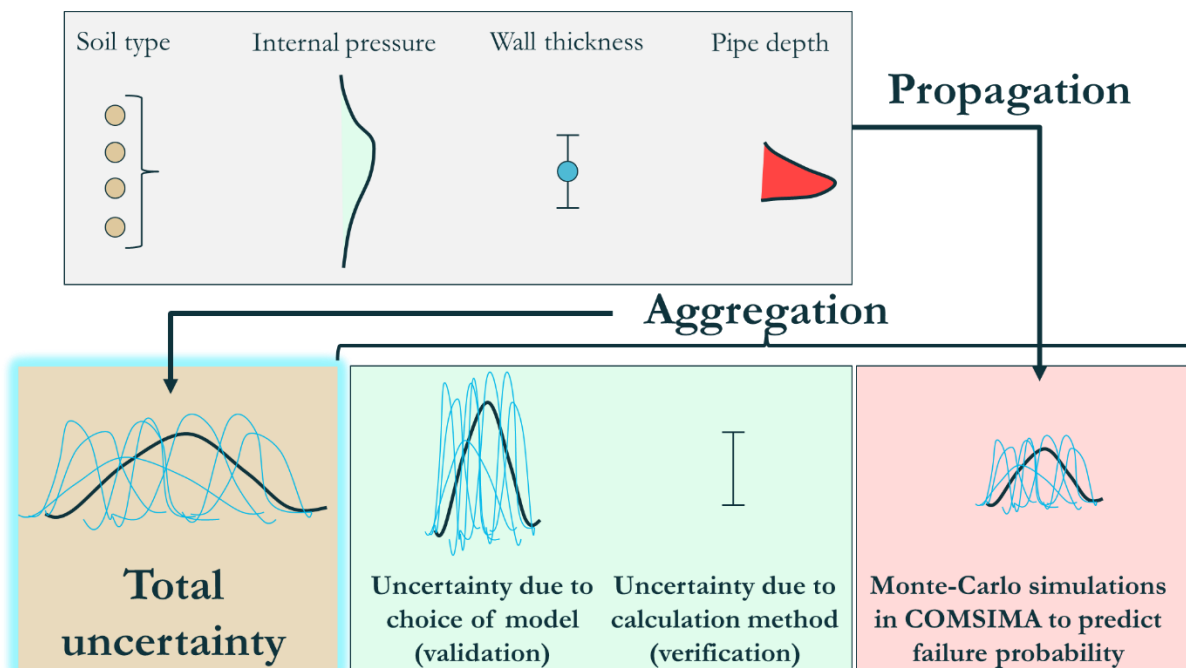 Soil type
Internal pressure
Wall thickness
Pipe depth
Propagation
Aggregation
Total
uncertainty
Uncertainty due to
choice of model
(validation)
Uncertainty due to
calculation method
(verification)
Monte-Carlo simulations
in COMSIMA to predict
failure probability